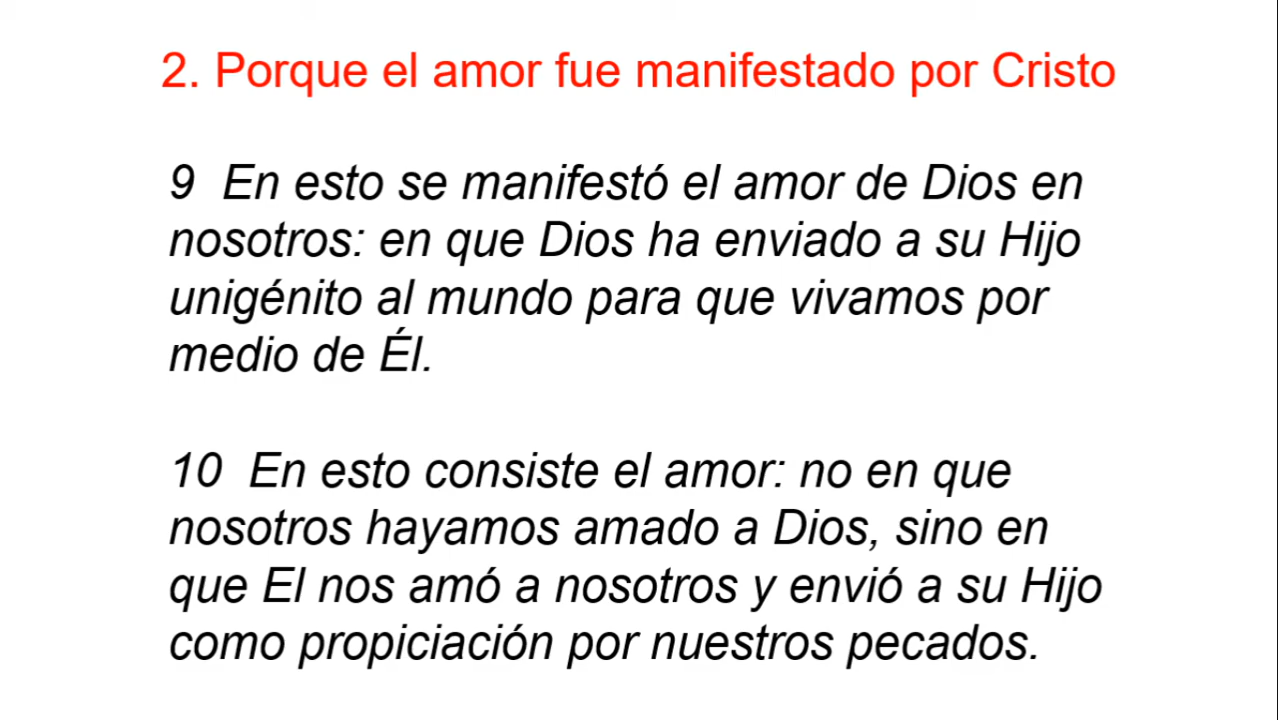 2. Porque el amor fue manifestado por Cristo
9 En esto se manifestó el amor de Dios en
nosotros: en que Dios ha enviado a su Hijo
unigénito al mundo para que vivamos por
medio de Él.
10 En esto consiste el amor: no en que
nosotros hayamos amado a Dios, sino en
que El nos amó a nosotros y envió a su Hijo
como propiciación por nuestros pecados.